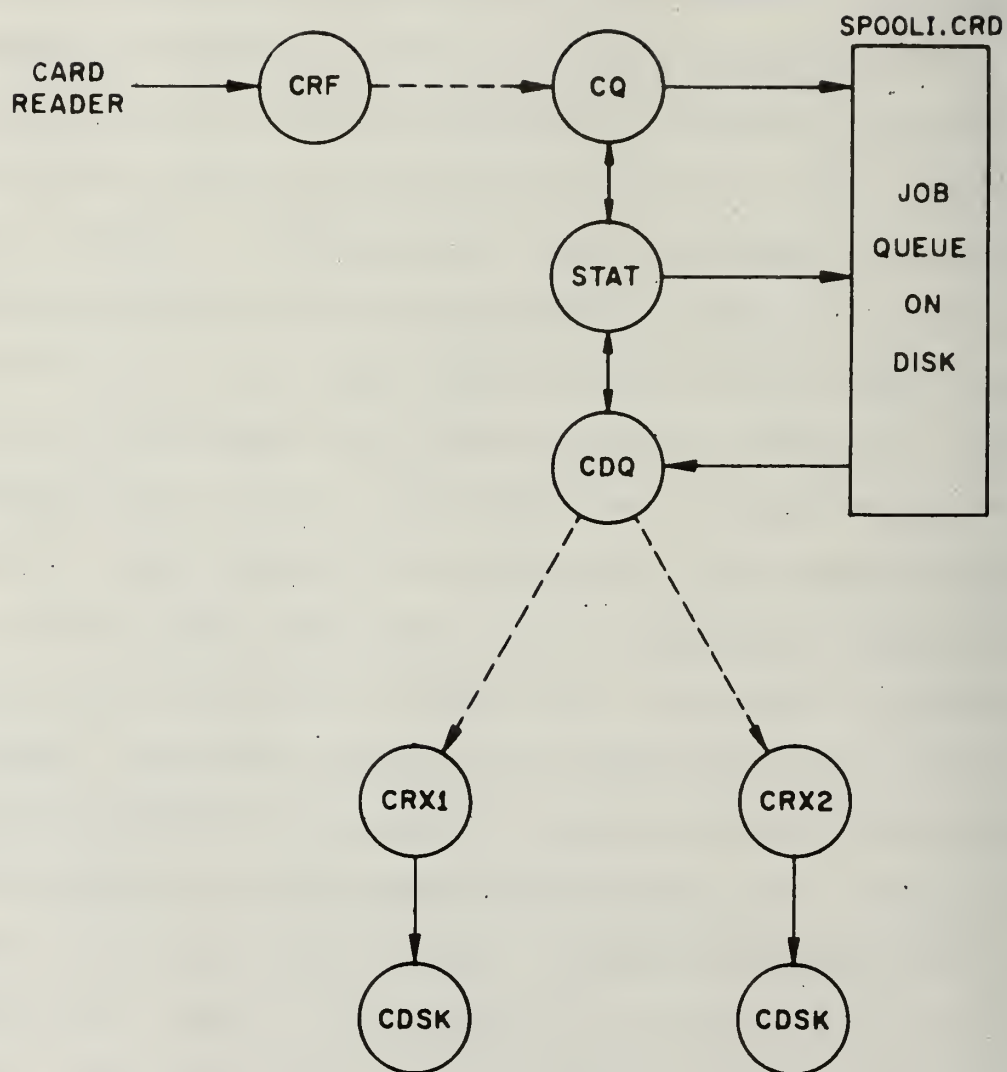 SPOOLI.CRD
CARD
READER
CRF
CQ
JOB
QUEUE
ON
DISK
STAT
CDQ
CRX1
CRX2
CDSK
CDSK